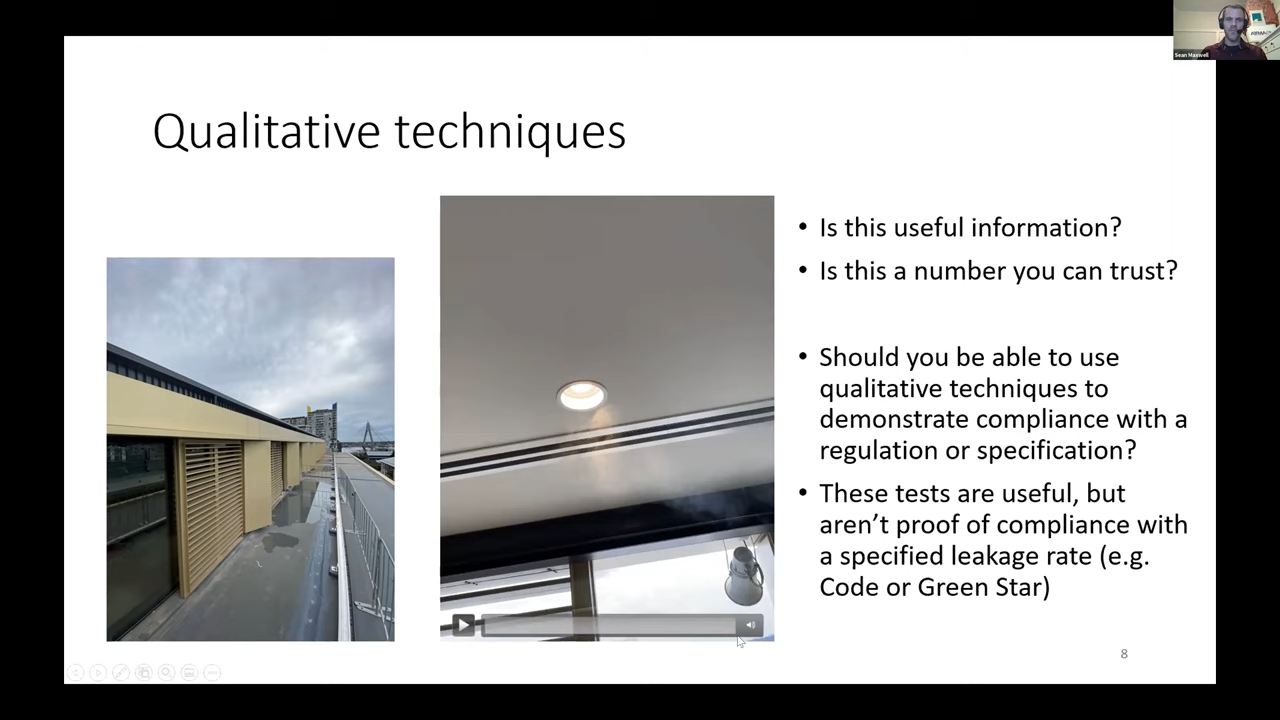 Sean Maxwell
Qualitative techniques
• Is this useful information?
• Is this a number you can trust?
• Should you be able to use
qualitative techniques to
demonstrate compliance with a
regulation or specification?
• These tests are useful, but
aren’t proof of compliance with
a specified leakage rate (e.g.
Code or Green Star)
8